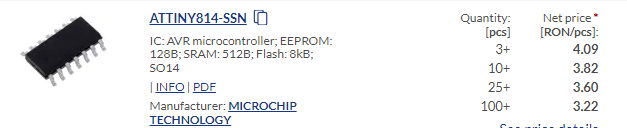 ATTINY814-SSN
IC: AVR microcontroller; EEPROM:
128B; SRAM: 512B; Flash: 8kB;
SO14
| INFO | PDF
Manufacturer: MICROCHIP
TECHNOLOGY
Quantity: Net price *
[pcs] [RON/pcs]:
3+ 4.09
10+ 3.82
25+ 3.60
100+ 3.22
See price details